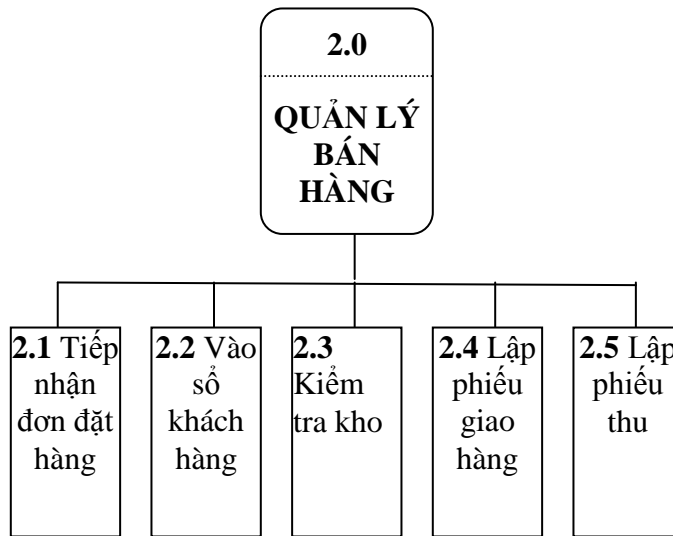 2.0
QUẢN LÝ
BÁN
HÀNG
2.1 Tiếp
nhận
đơn đặt
hàng
2.2 Vào
sổ
khách
hàng
2.3
Kiểm
tra kho
2.4 Lập
phiếu
giao
hàng
2.5 Lập
phiếu
thu